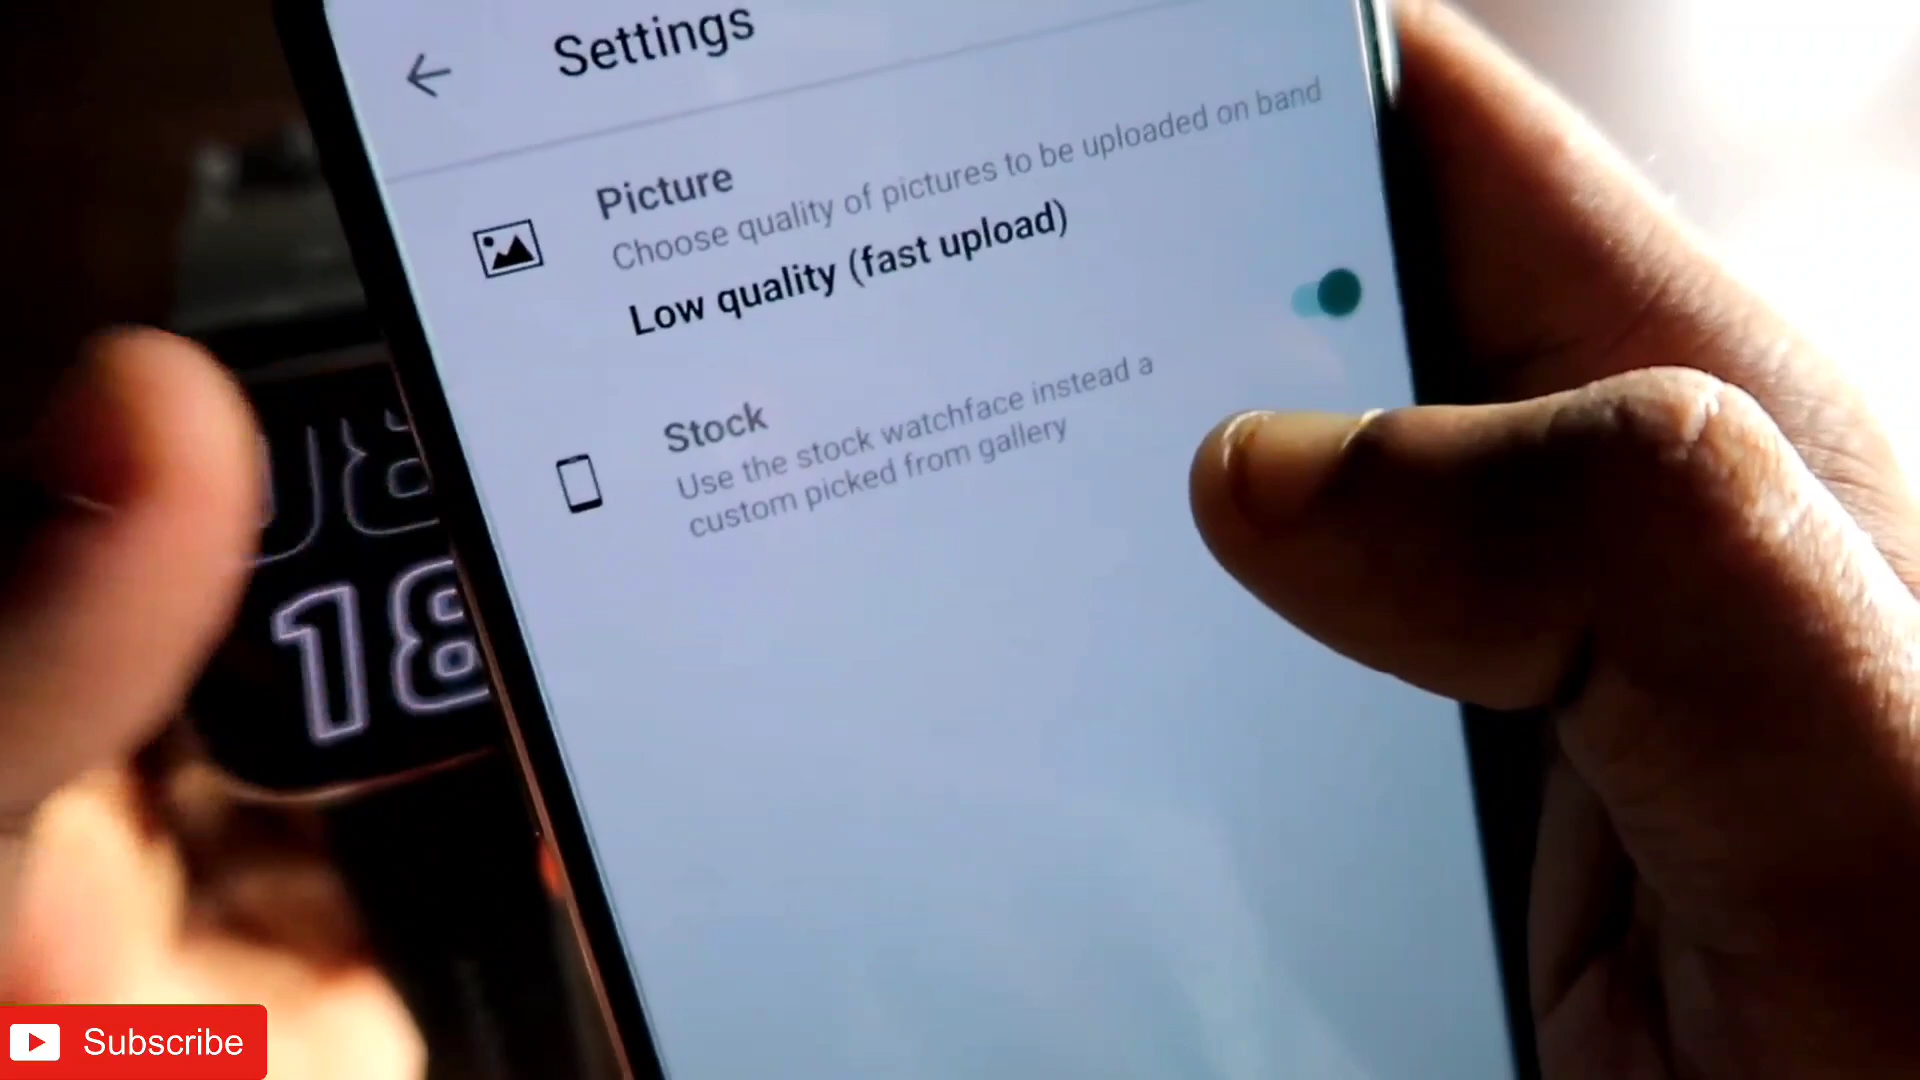 Settings
Picture
Choose quality of pictures to be uploaded on band
Low quality (fast upload)
Stock
Use the stock watchface instead a
custom picked from gallery
08
18
Subscribe